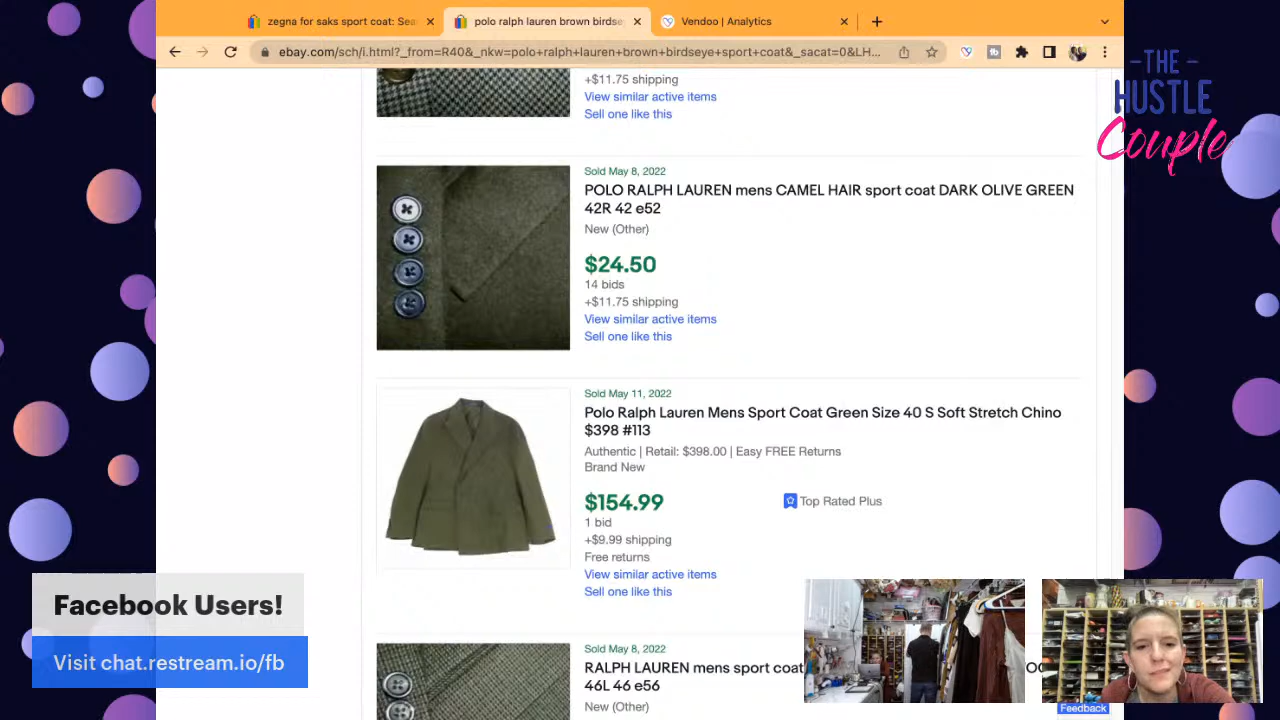 zegna for saks sport coat: Sea
polo ralph lauren brown birdse
Vendoo | Analytics
ebay.com/sch/i.html?_from=R40&_nkw=polo+ralph+lauren+brown+birdseye+sport+coat&_sacat=0&LH...
-THE-
HUSTLE
Couple
+$11.75 shipping
View similar active items
Sell one like this
Sold May 8, 2022
POLO RALPH LAUREN mens CAMEL HAIR sport coat DARK OLIVE GREEN
42R 42 e52
New (Other)
$24.50
14 bids
+$11.75 shipping
View similar active items
Sell one like this
Sold May 11, 2022
Polo Ralph Lauren Mens Sport Coat Green Size 40 S Soft Stretch Chino
$398 #113
Authentic | Retail: $398.00 | Easy FREE Returns
Brand New
$154.99
Top Rated Plus
1 bid
+$9.99 shipping
Free returns
View similar active items
Sell one like this
Sold May 8, 2022
RALPH LAUREN mens sport coat
46L 46 e56
New (Other)
Feedback
Facebook Users!
Visit chat.restream.io/fb